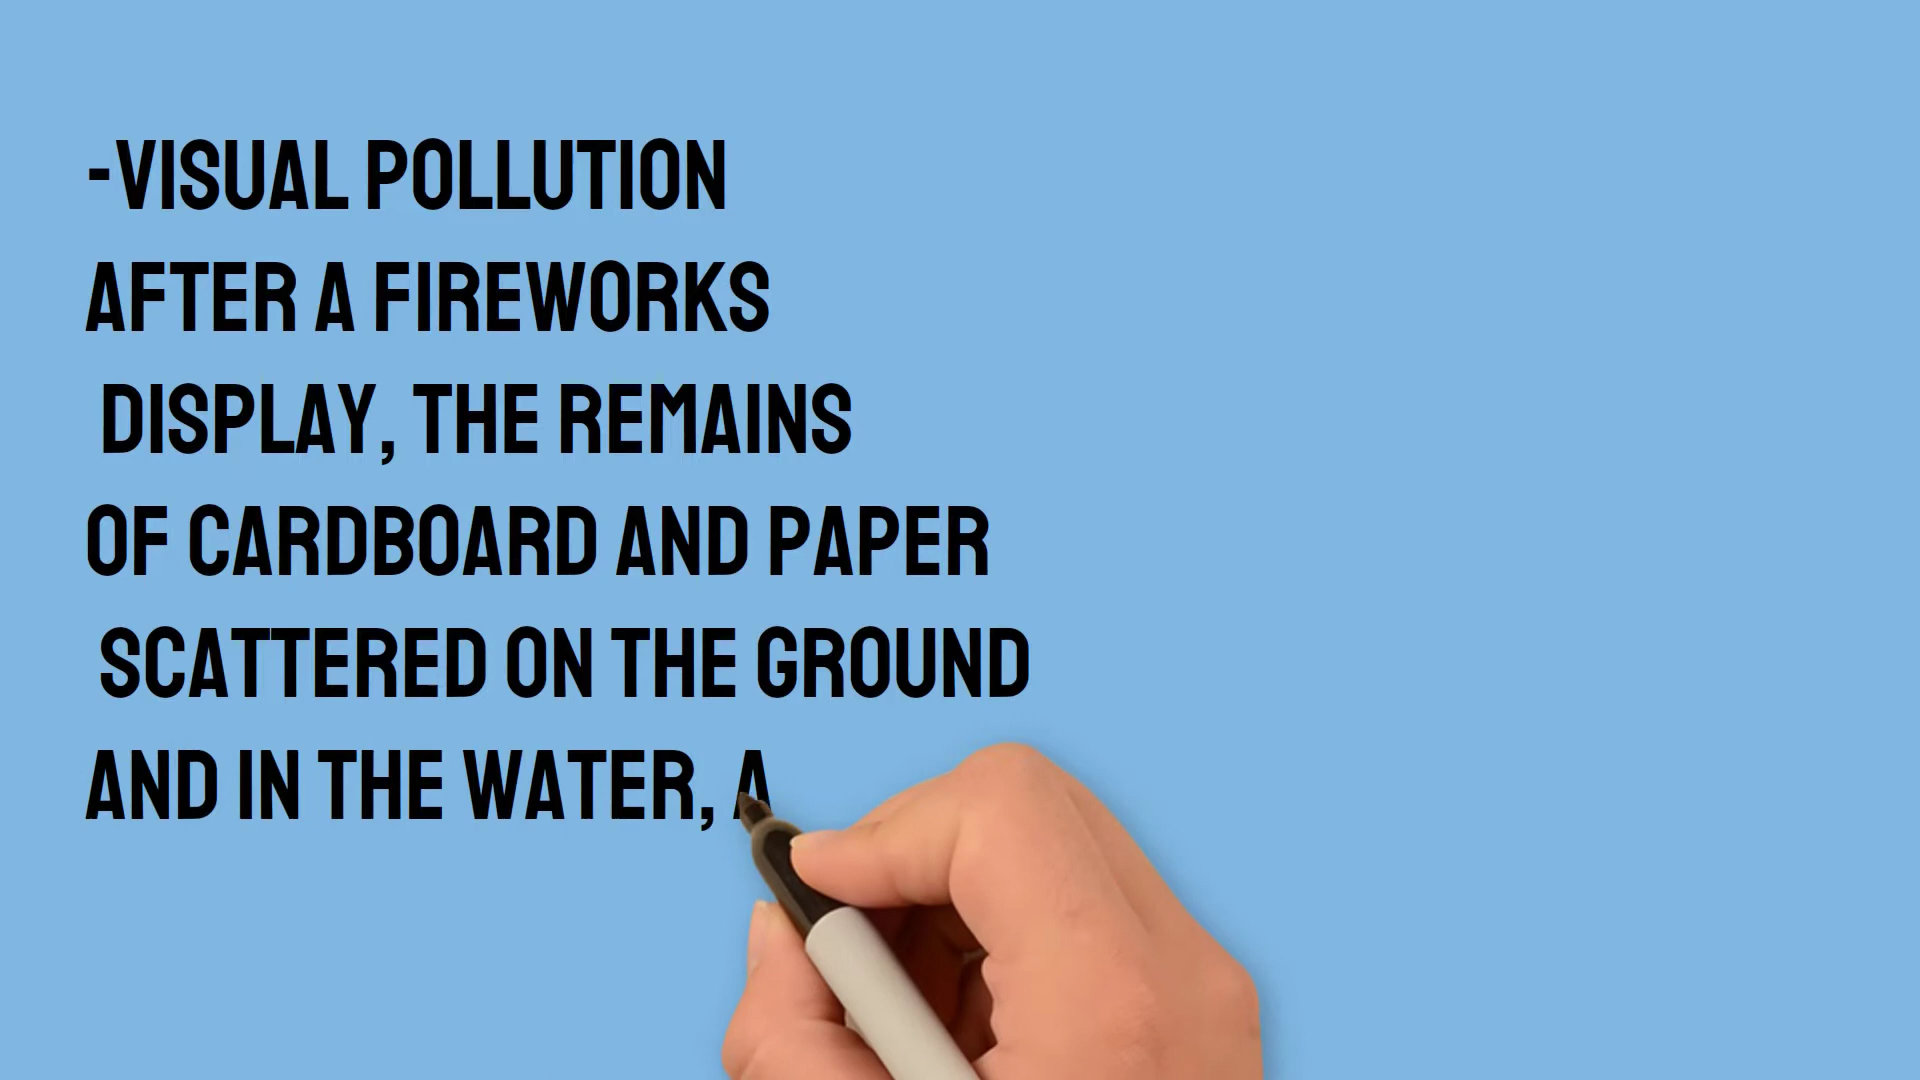 -VISUAL POLLUTION
AFTER A FIREWORKS
DISPLAY, THE REMAINS
OF CARDBOARD AND PAPER
SCATTERED ON THE GROUND
AND IN THE WATER, A